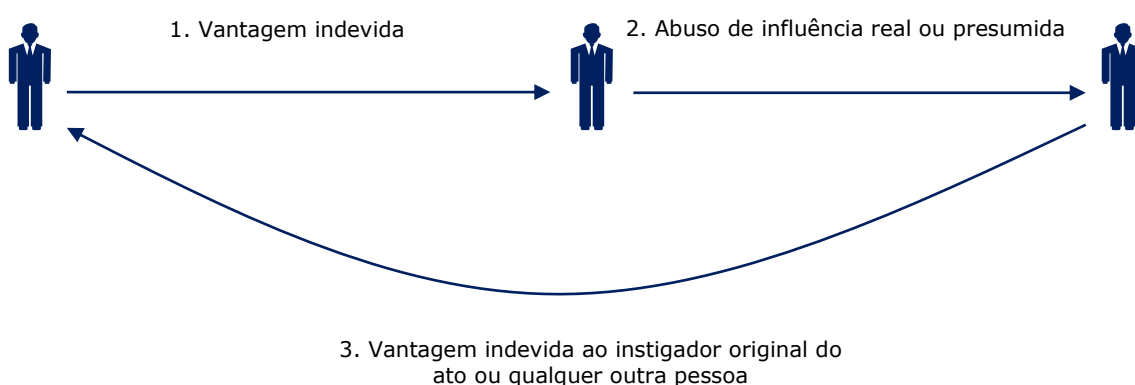 1. Vantagem indevida
2. Abuso de influência real ou presumida
3. Vantagem indevida ao instigador original do
ato ou qualquer outra pessoa